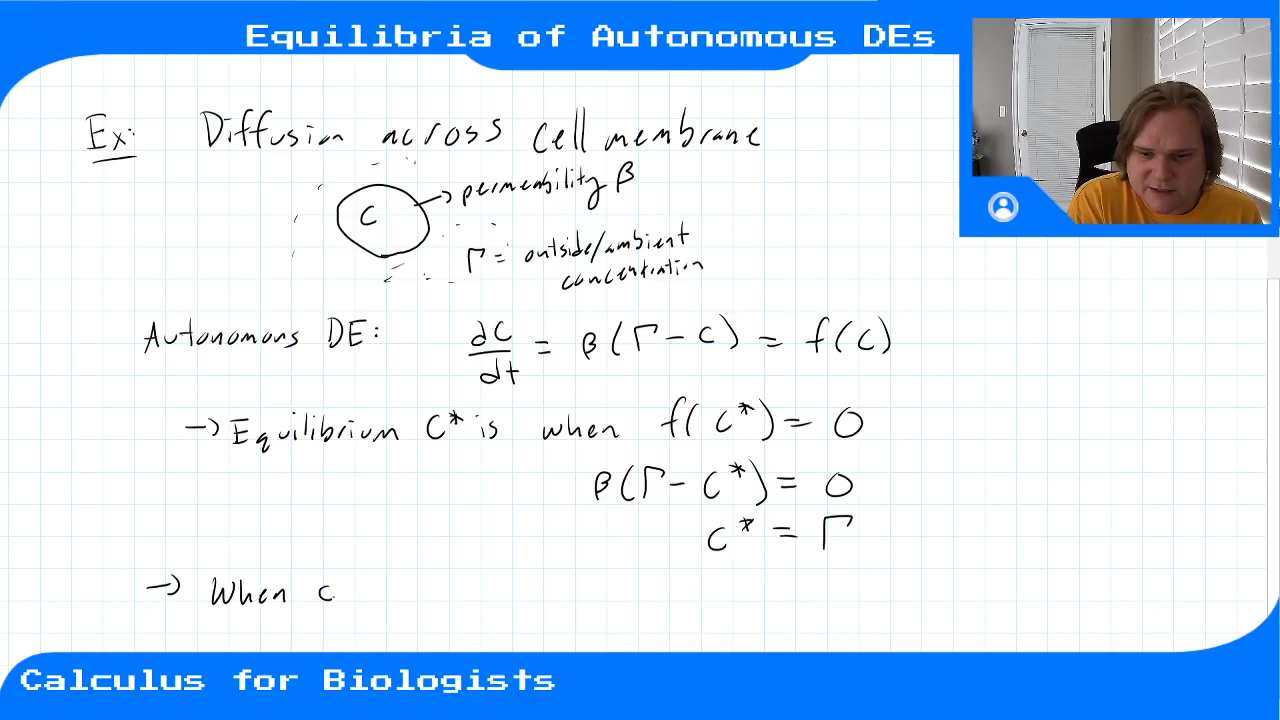 Equilibria of Autonomous DEs
Ex: Diffusion across cell membrane
C → permeability β
Γ = outside/ambient
concentration
Autonomous DE: dC/dt = β(Γ - C) = f(C)
→ Equilibrium C* is when f(C*) = 0
β(Γ - C*) = 0
C* = Γ
→ When c
Calculus for Biologists